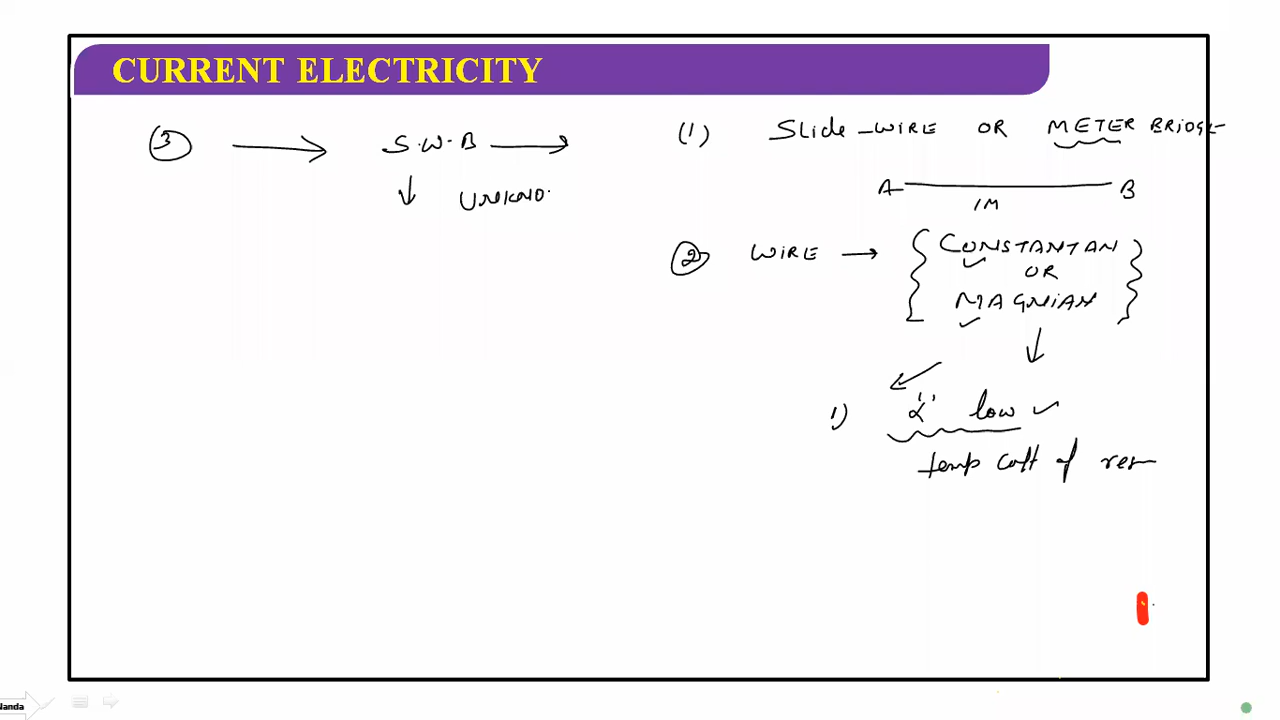 CURRENT ELECTRICITY
(3) → S.W.B →
↓ UNKNO
(1) Slide-WIRE OR METER BRIDGE
A B
1M
(2) WiRE → { CONSTANTAN
OR
MAGNIAN }
↓
1) "α" low ✓
temp coff of res
Nanda